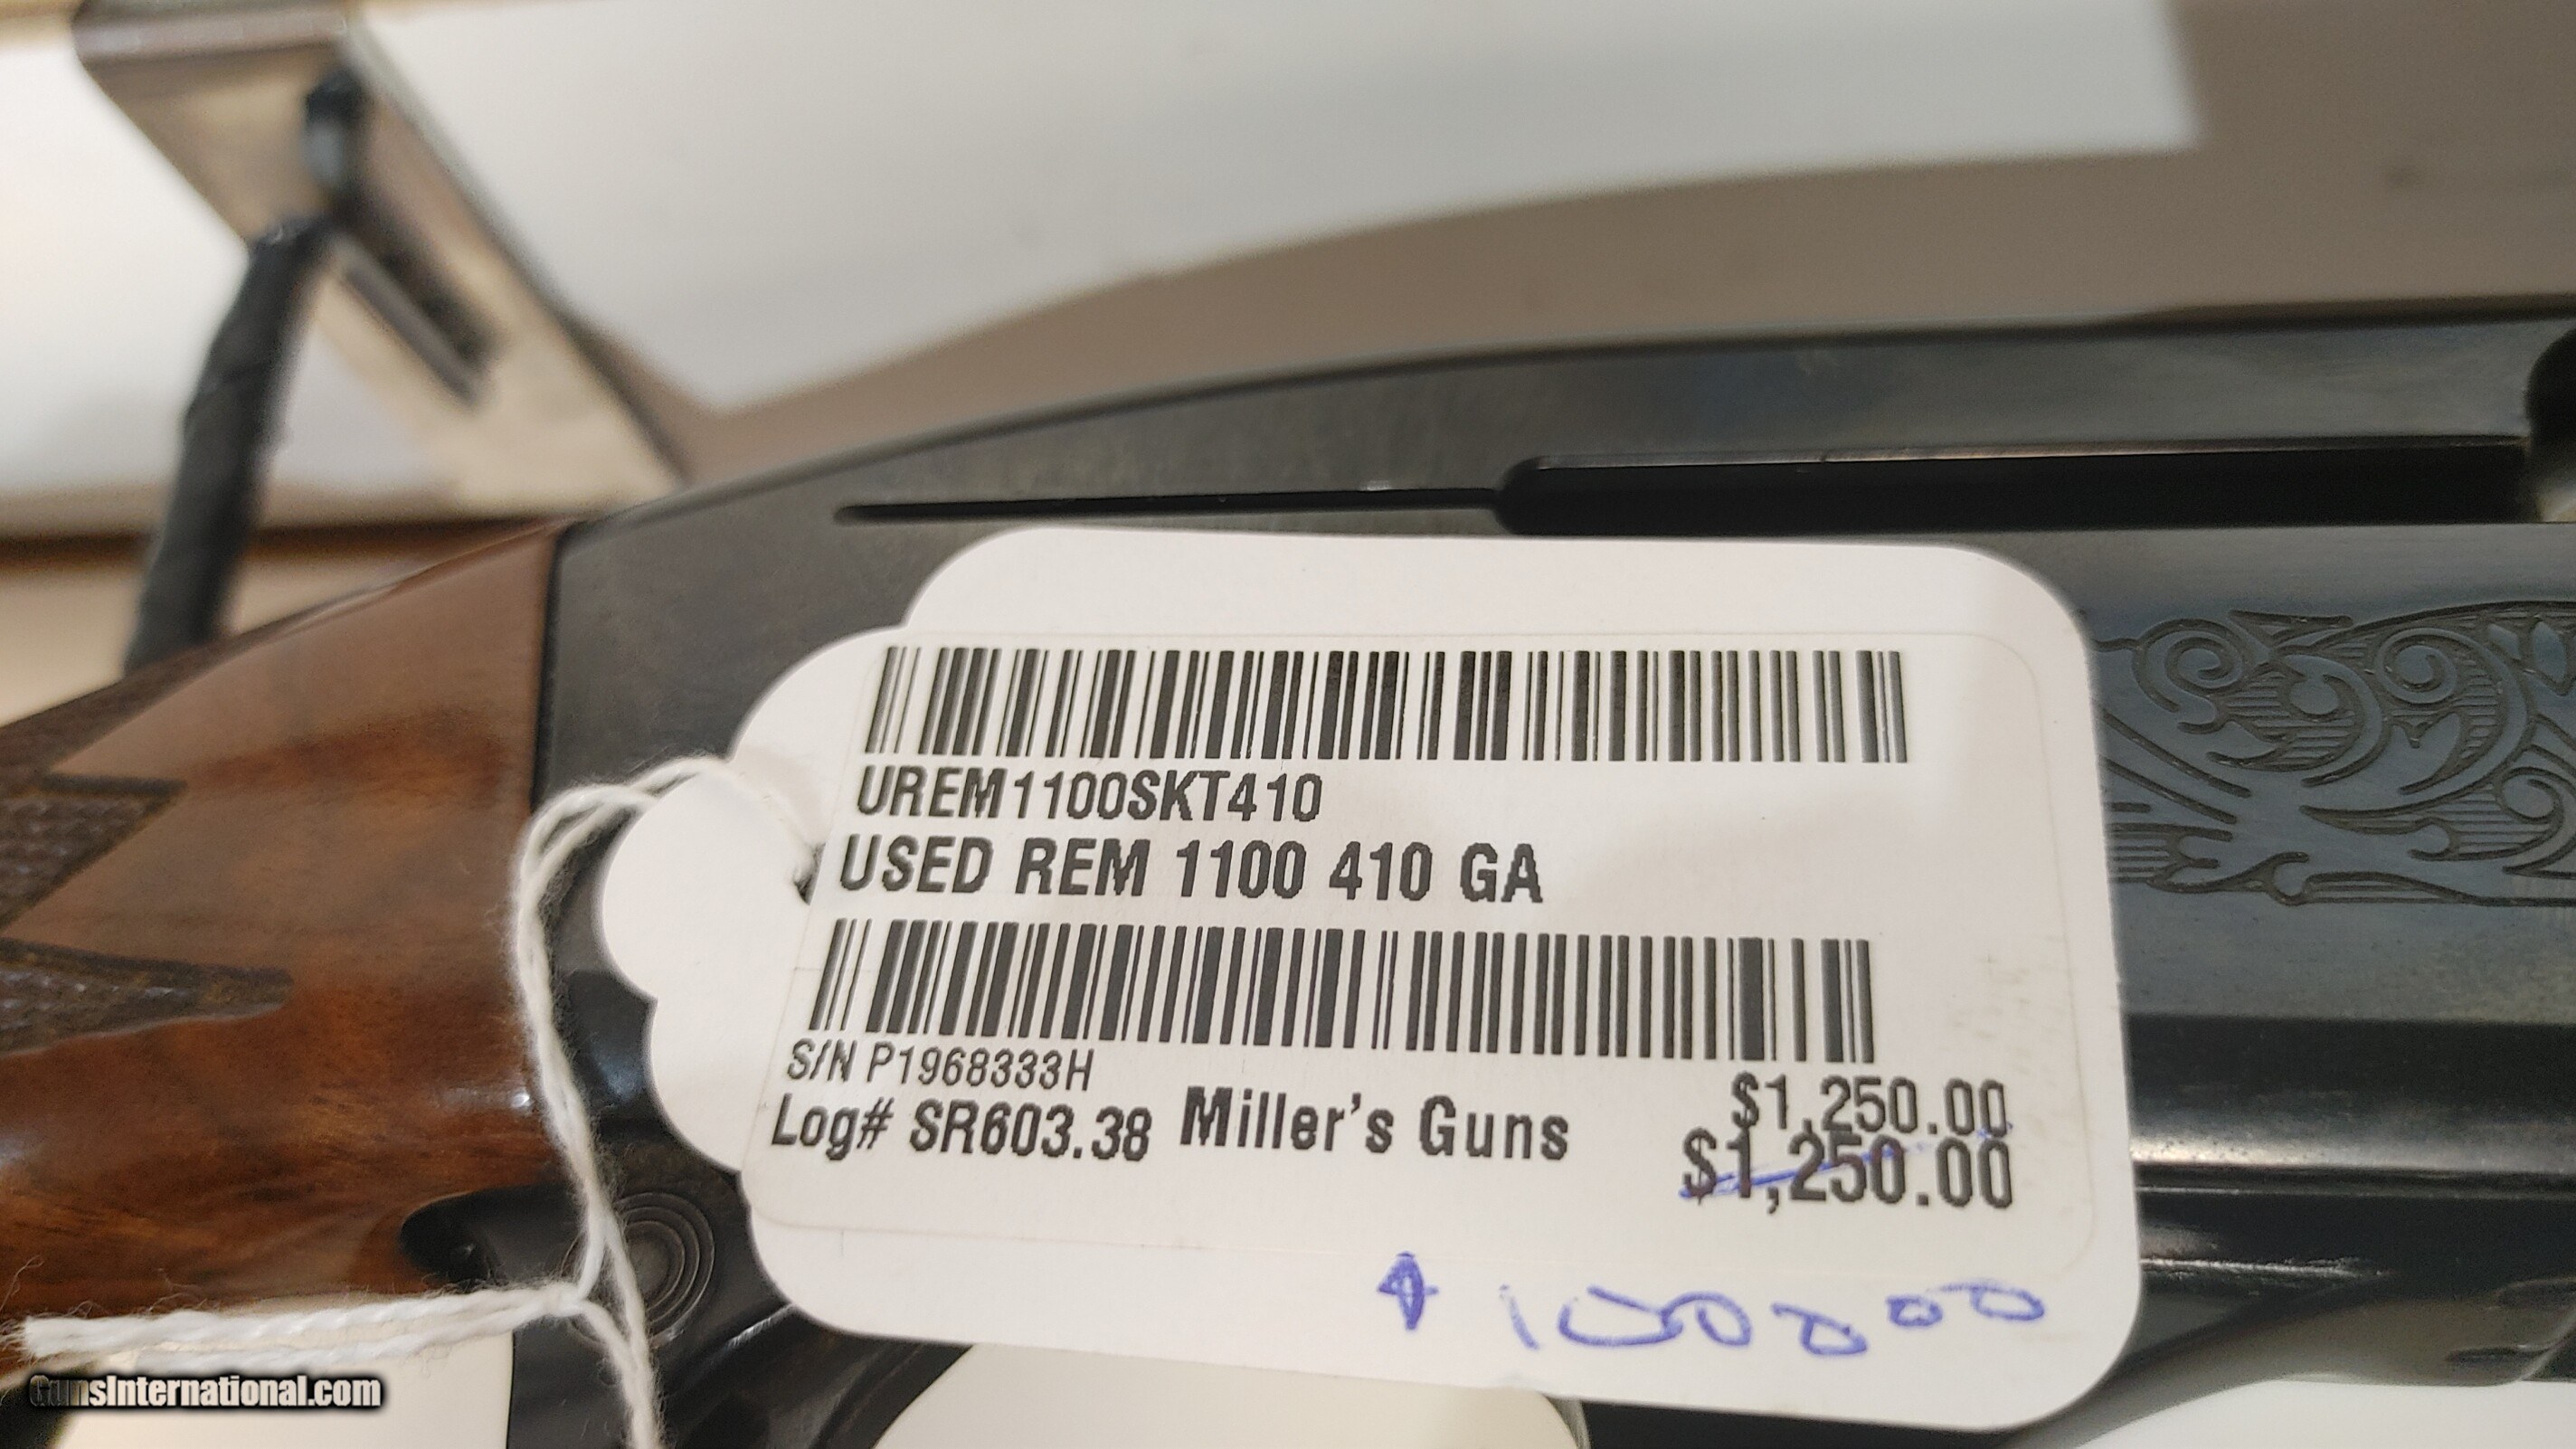 UREM1100SKT410
USED REM 1100 410 GA
S/N P1968333H
Log# SR603.38 Miller's Guns
$1,250.00
$1,250.00
$ 1000 00
GunsInternational.com